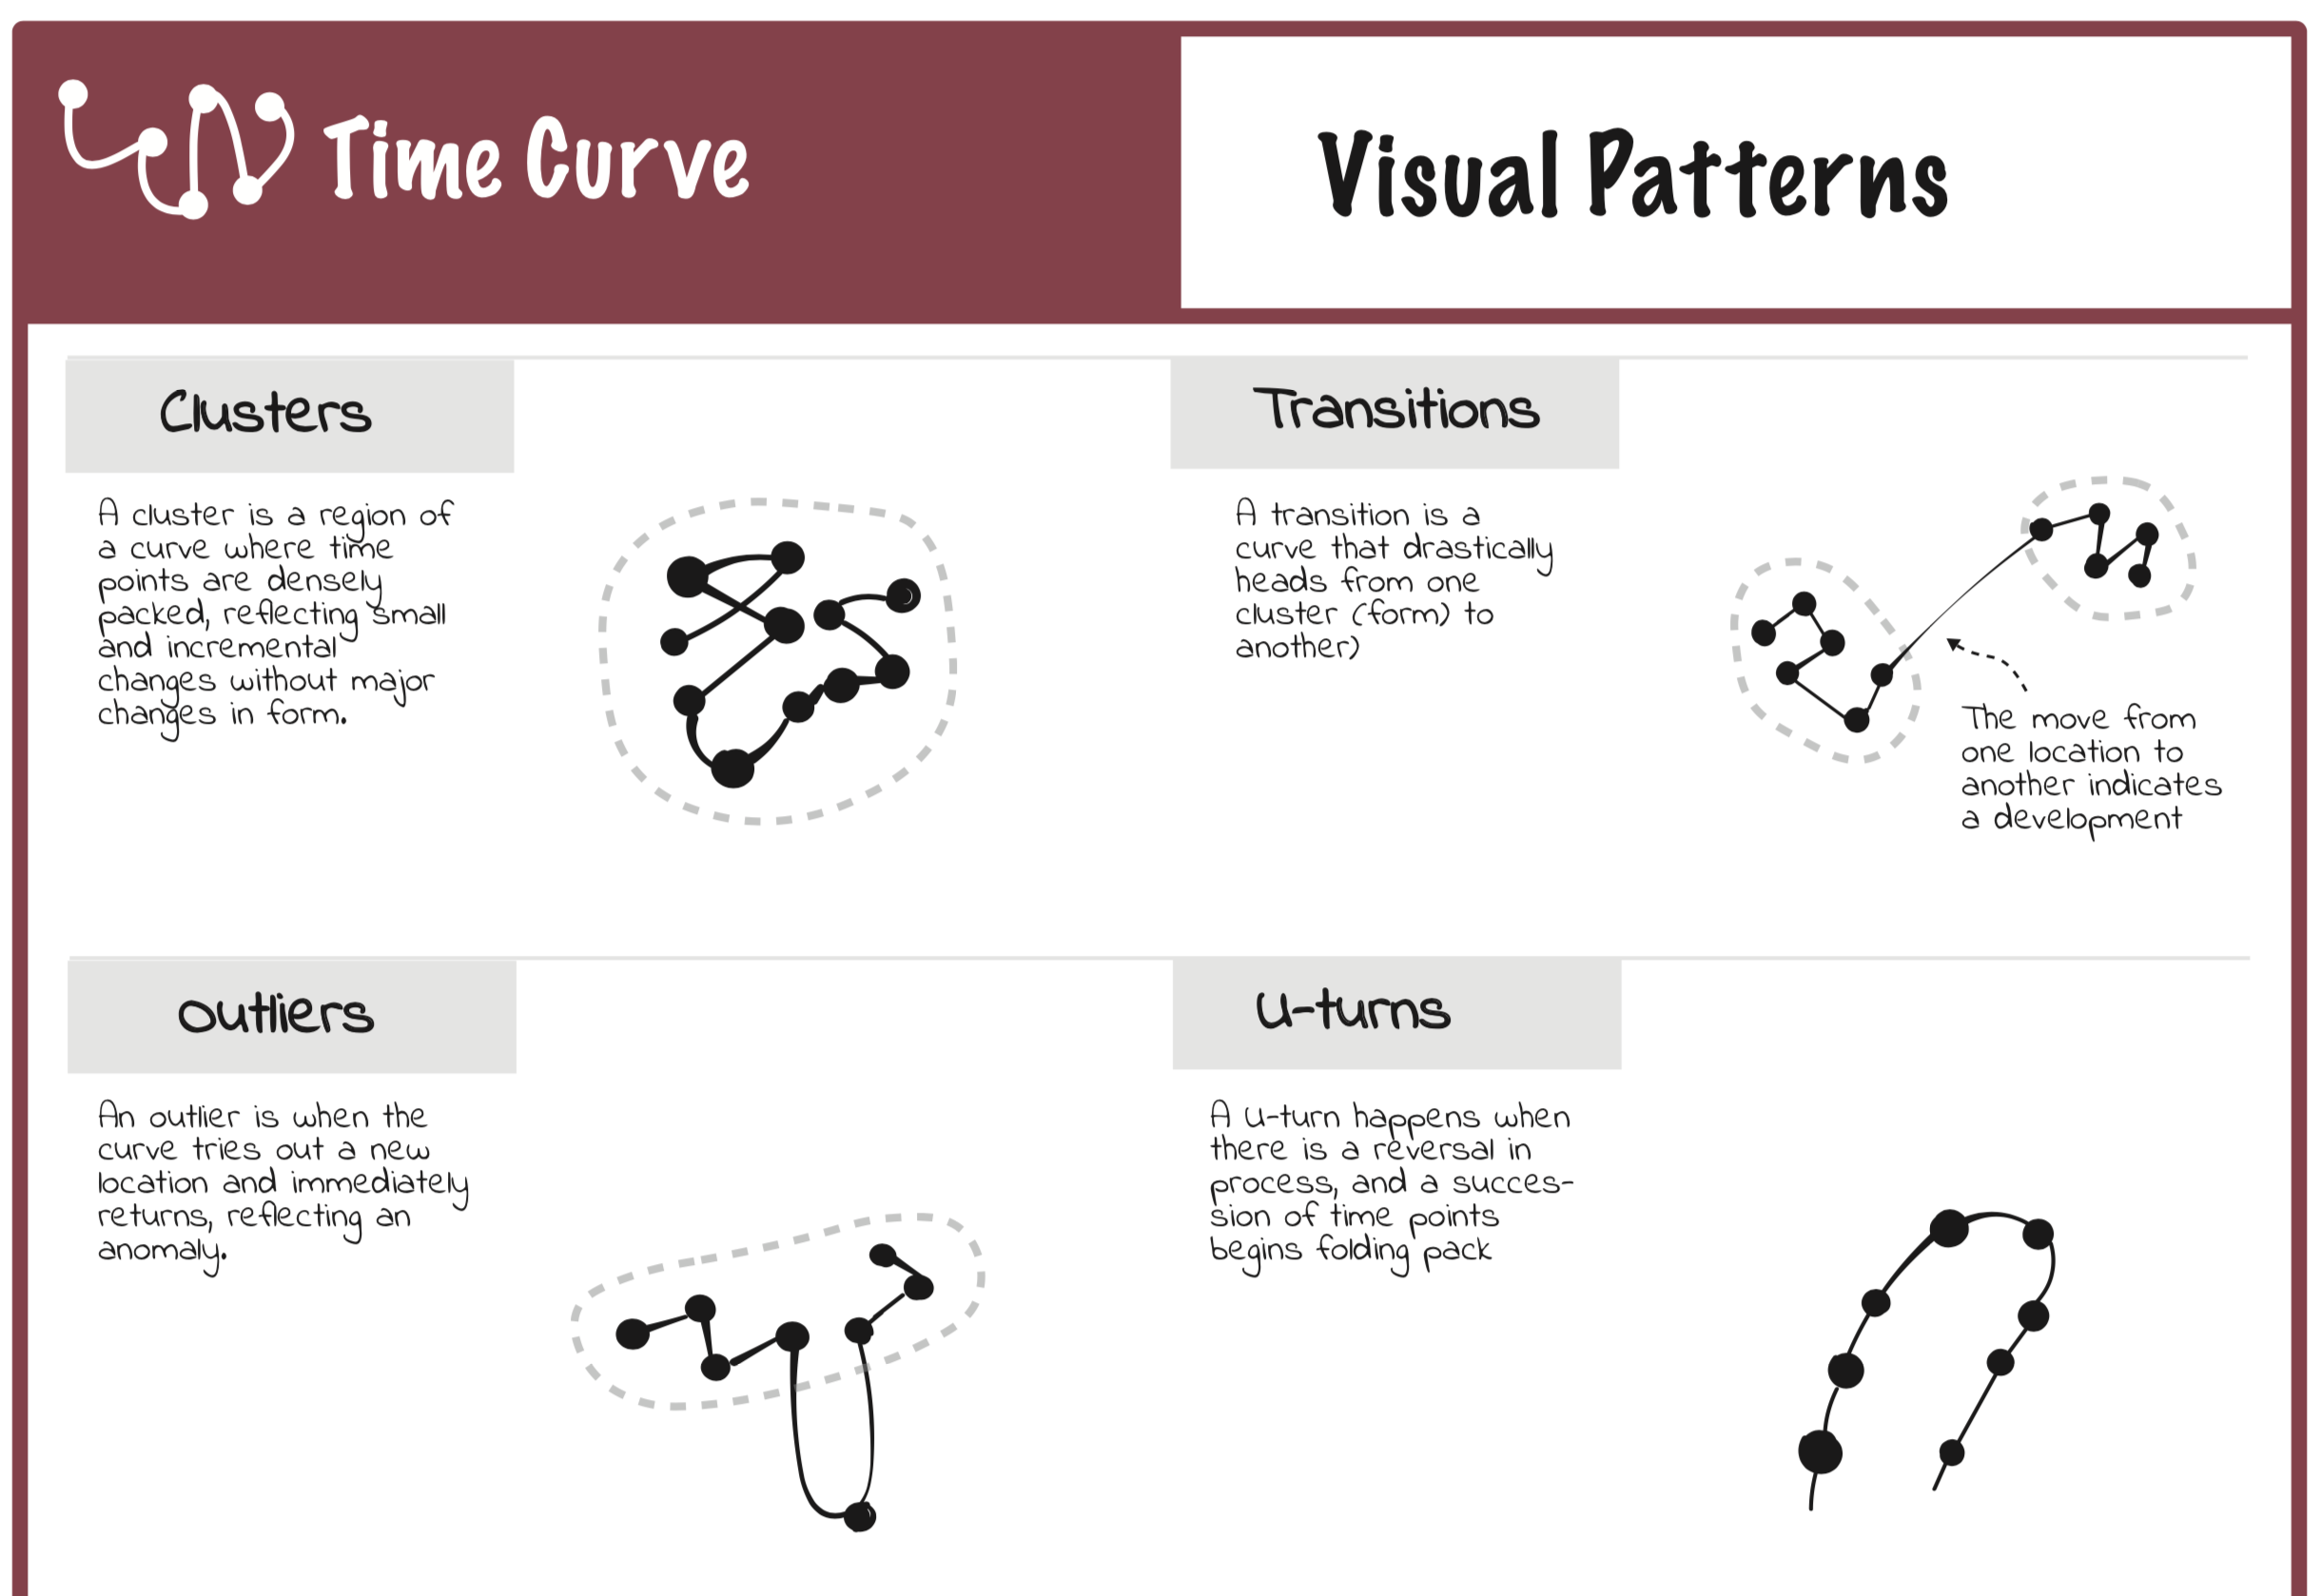 Time Curve
Visual Patterns
Clusters
A cluster is a region of
a curve where time
points are densely
packed, reflecting small
and incremental
changes without major
changes in form.
Transitions
A transition is a
curve that drastically
heads from one
cluster (form) to
another)
The move from
one location to
another indicates
a development
Outliers
An outlier is when the
curve tries out a new
location and immediately
returns, reflecting an
anomaly.
U-turns
A U-turn happens when
there is a reversal in
process, and a succes-
sion of time points
begins folding pack